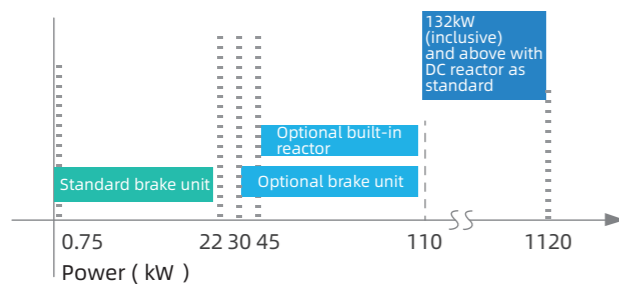 132kW
(inclusive)
and above with
DC reactor as
standard
Optional built-in
reactor
Standard brake unit
Optional brake unit
0.75 22 30 45 110 1120
Power ( kW )